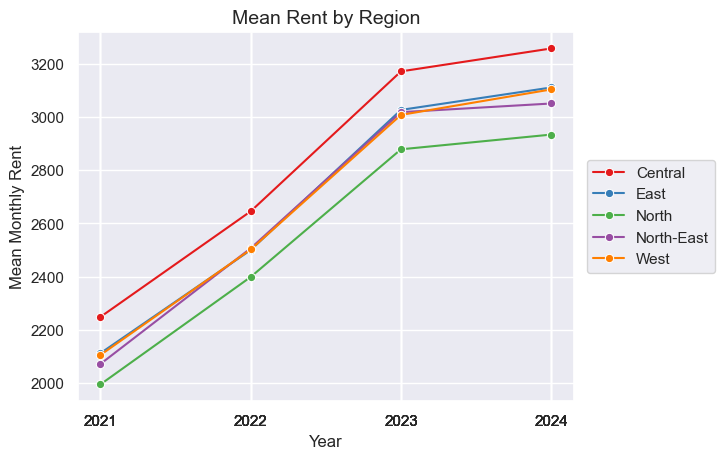 Mean Rent by Region
Mean Monthly Rent
3200
3000
2800
2600
2400
2200
2000
2021 2022 2023 2024
Year
Central
East
North
North-East
West